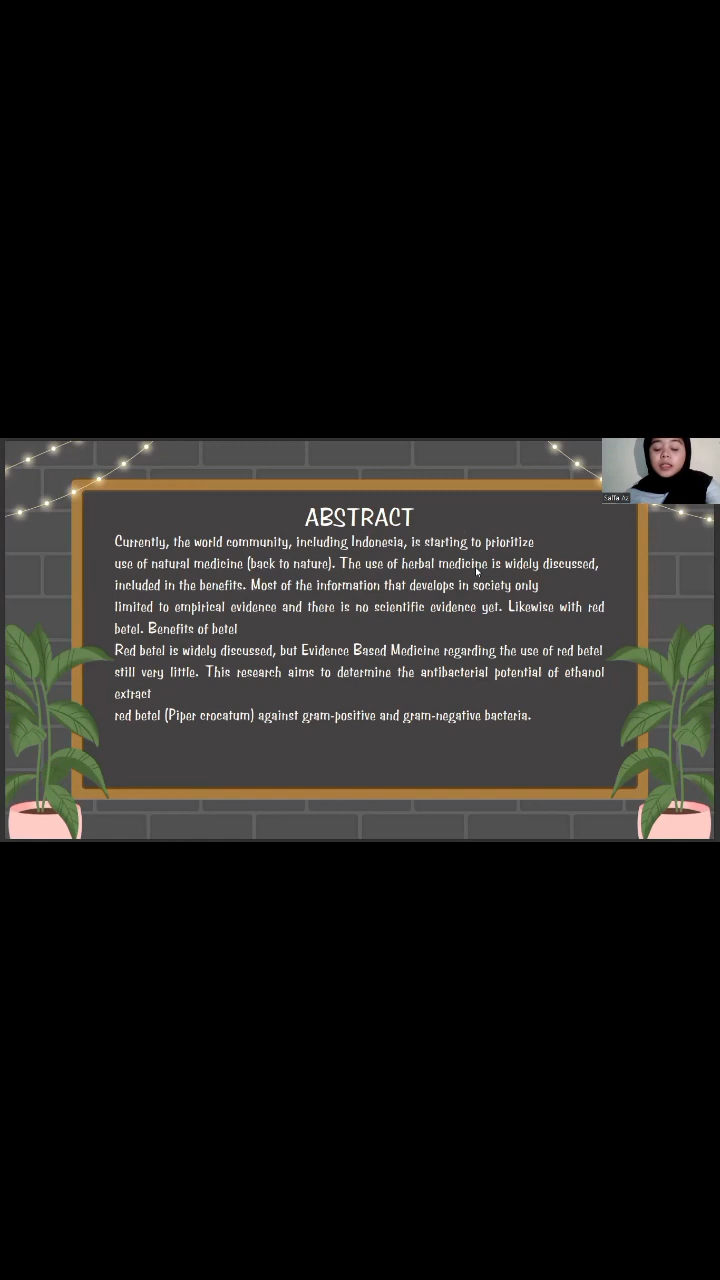 Saffa Az
ABSTRACT
Currently, the world community, including Indonesia, is starting to prioritize
use of natural medicine (back to nature). The use of herbal medicine is widely discussed,
included in the benefits. Most of the information that develops in society only
limited to empirical evidence and there is no scientific evidence yet. Likewise with red
betel. Benefits of betel
Red betel is widely discussed, but Evidence Based Medicine regarding the use of red betel
still very little. This research aims to determine the antibacterial potential of ethanol
extract
red betel (Piper crocatum) against gram-positive and gram-negative bacteria.